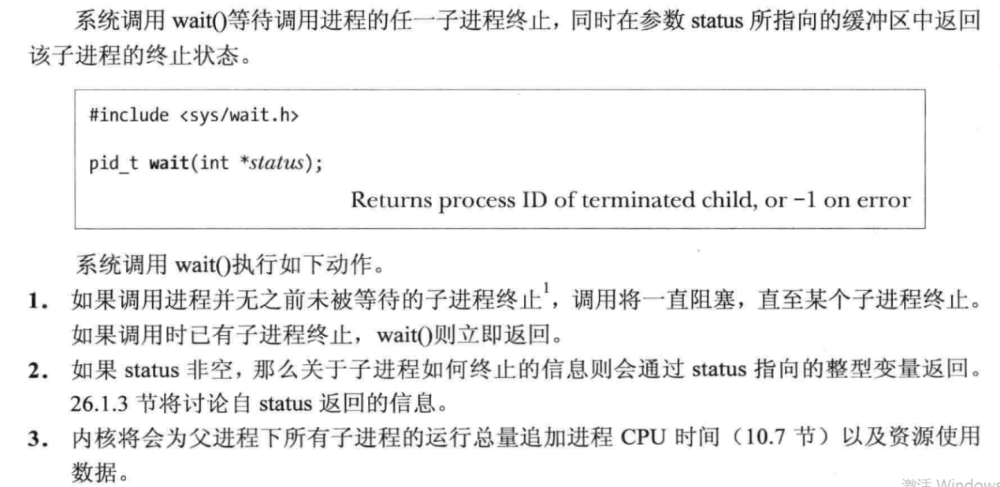 系统调用 wait()等待调用进程的任一子进程终止，同时在参数 status 所指向的缓冲区中返回
该子进程的终止状态。
#include <sys/wait.h>
pid_t wait(int *status);
Returns process ID of terminated child, or −1 on error
系统调用 wait()执行如下动作。
1. 如果调用进程并无之前未被等待的子进程终止1，调用将一直阻塞，直至某个子进程终止。
如果调用时已有子进程终止，wait()则立即返回。
2. 如果 status 非空，那么关于子进程如何终止的信息则会通过 status 指向的整型变量返回。
26.1.3 节将讨论自 status 返回的信息。
3. 内核将会为父进程下所有子进程的运行总量追加进程 CPU 时间（10.7 节）以及资源使用
数据。
激活 Windows